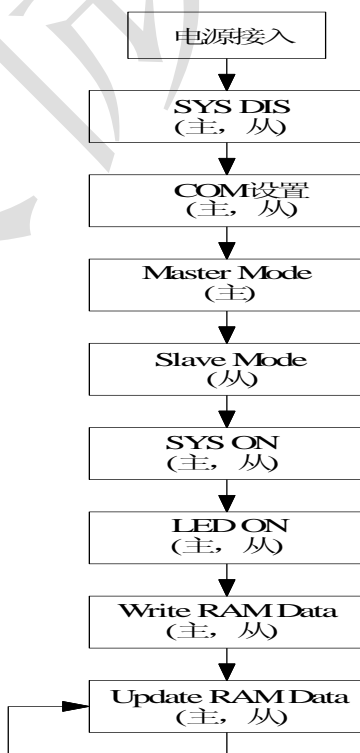 电源接入
SYS DIS
(主，从)
COM设置
(主，从)
Master Mode
(主)
Slave Mode
(从)
SYS ON
(主，从)
LED ON
(主，从)
Write RAM Data
(主，从)
Update RAM Data
(主，从)